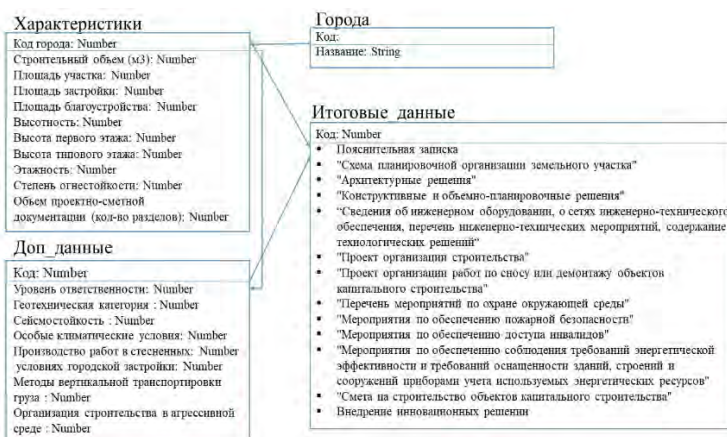 Характеристики
Код города: Number
Строительный объем (м3): Number
Площадь участка: Number
Площадь застройки: Number
Площадь благоустройства: Number
Высотность: Number
Высота первого этажа: Number
Высота типового этажа: Number
Этажность: Number
Степень огнестойкости: Number
Объем проектно-сметной
документации (кол-во разделов): Number
Доп_данные
Код: Number
Уровень ответственности: Number
Геотехническая категория : Number
Сейсмостойкость : Number
Особые климатические условия: Number
Производство работ в стесненных: Number
условиях городской застройки: Number
Методы вертикальной транспортировки
груза : Number
Организация строительства в агрессивной
среде : Number
Города
Код:
Название: String
Итоговые_данные
Код: Number
▪ Пояснительная записка
▪ "Схема планировочной организации земельного участка"
▪ "Архитектурные решения"
▪ "Конструктивные и объемно-планировочные решения"
▪ "Сведения об инженерном оборудовании, о сетях инженерно-технического
обеспечения, перечень инженерно-технических мероприятий, содержание
технологических решений"
▪ "Проект организации строительства"
▪ "Проект организации работ по сносу или демонтажу объектов
капитального строительства"
▪ "Перечень мероприятий по охране окружающей среды"
▪ "Мероприятия по обеспечению пожарной безопасности"
▪ "Мероприятия по обеспечению доступа инвалидов"
▪ "Мероприятия по обеспечению соблюдения требований энергетической
эффективности и требований оснащенности зданий, строений и
сооружений приборами учета используемых энергетических ресурсов"
▪ "Смета на строительство объектов капитального строительства"
▪ Внедрение инновационных решении